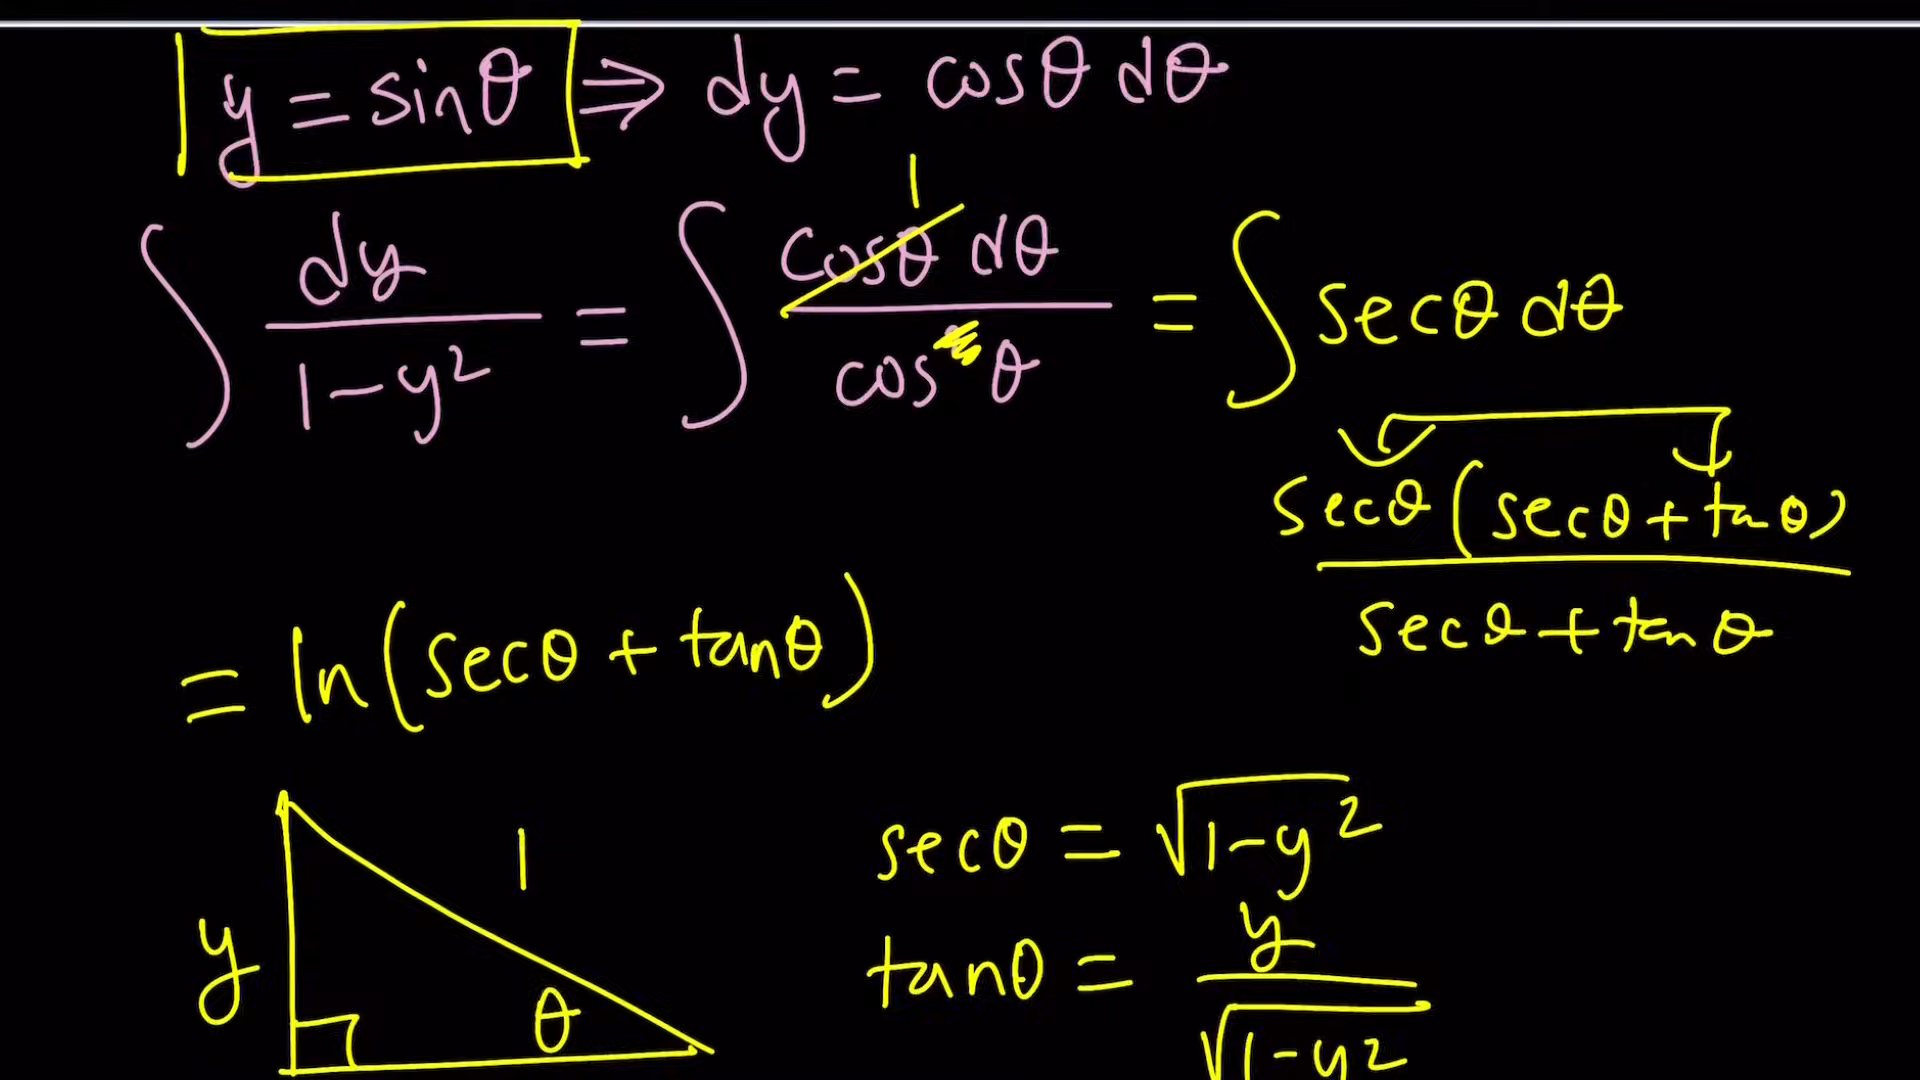 y = sinθ ⇒ dy = cosθ dθ
∫ dy / (1-y²) = ∫ cosθ dθ / cos θ = ∫ secθ dθ
1
secθ (secθ + tanθ) / secθ + tanθ
= ln(secθ + tanθ)
1
y
θ
secθ = √(1-y²)
tanθ = y / √(1-y²)